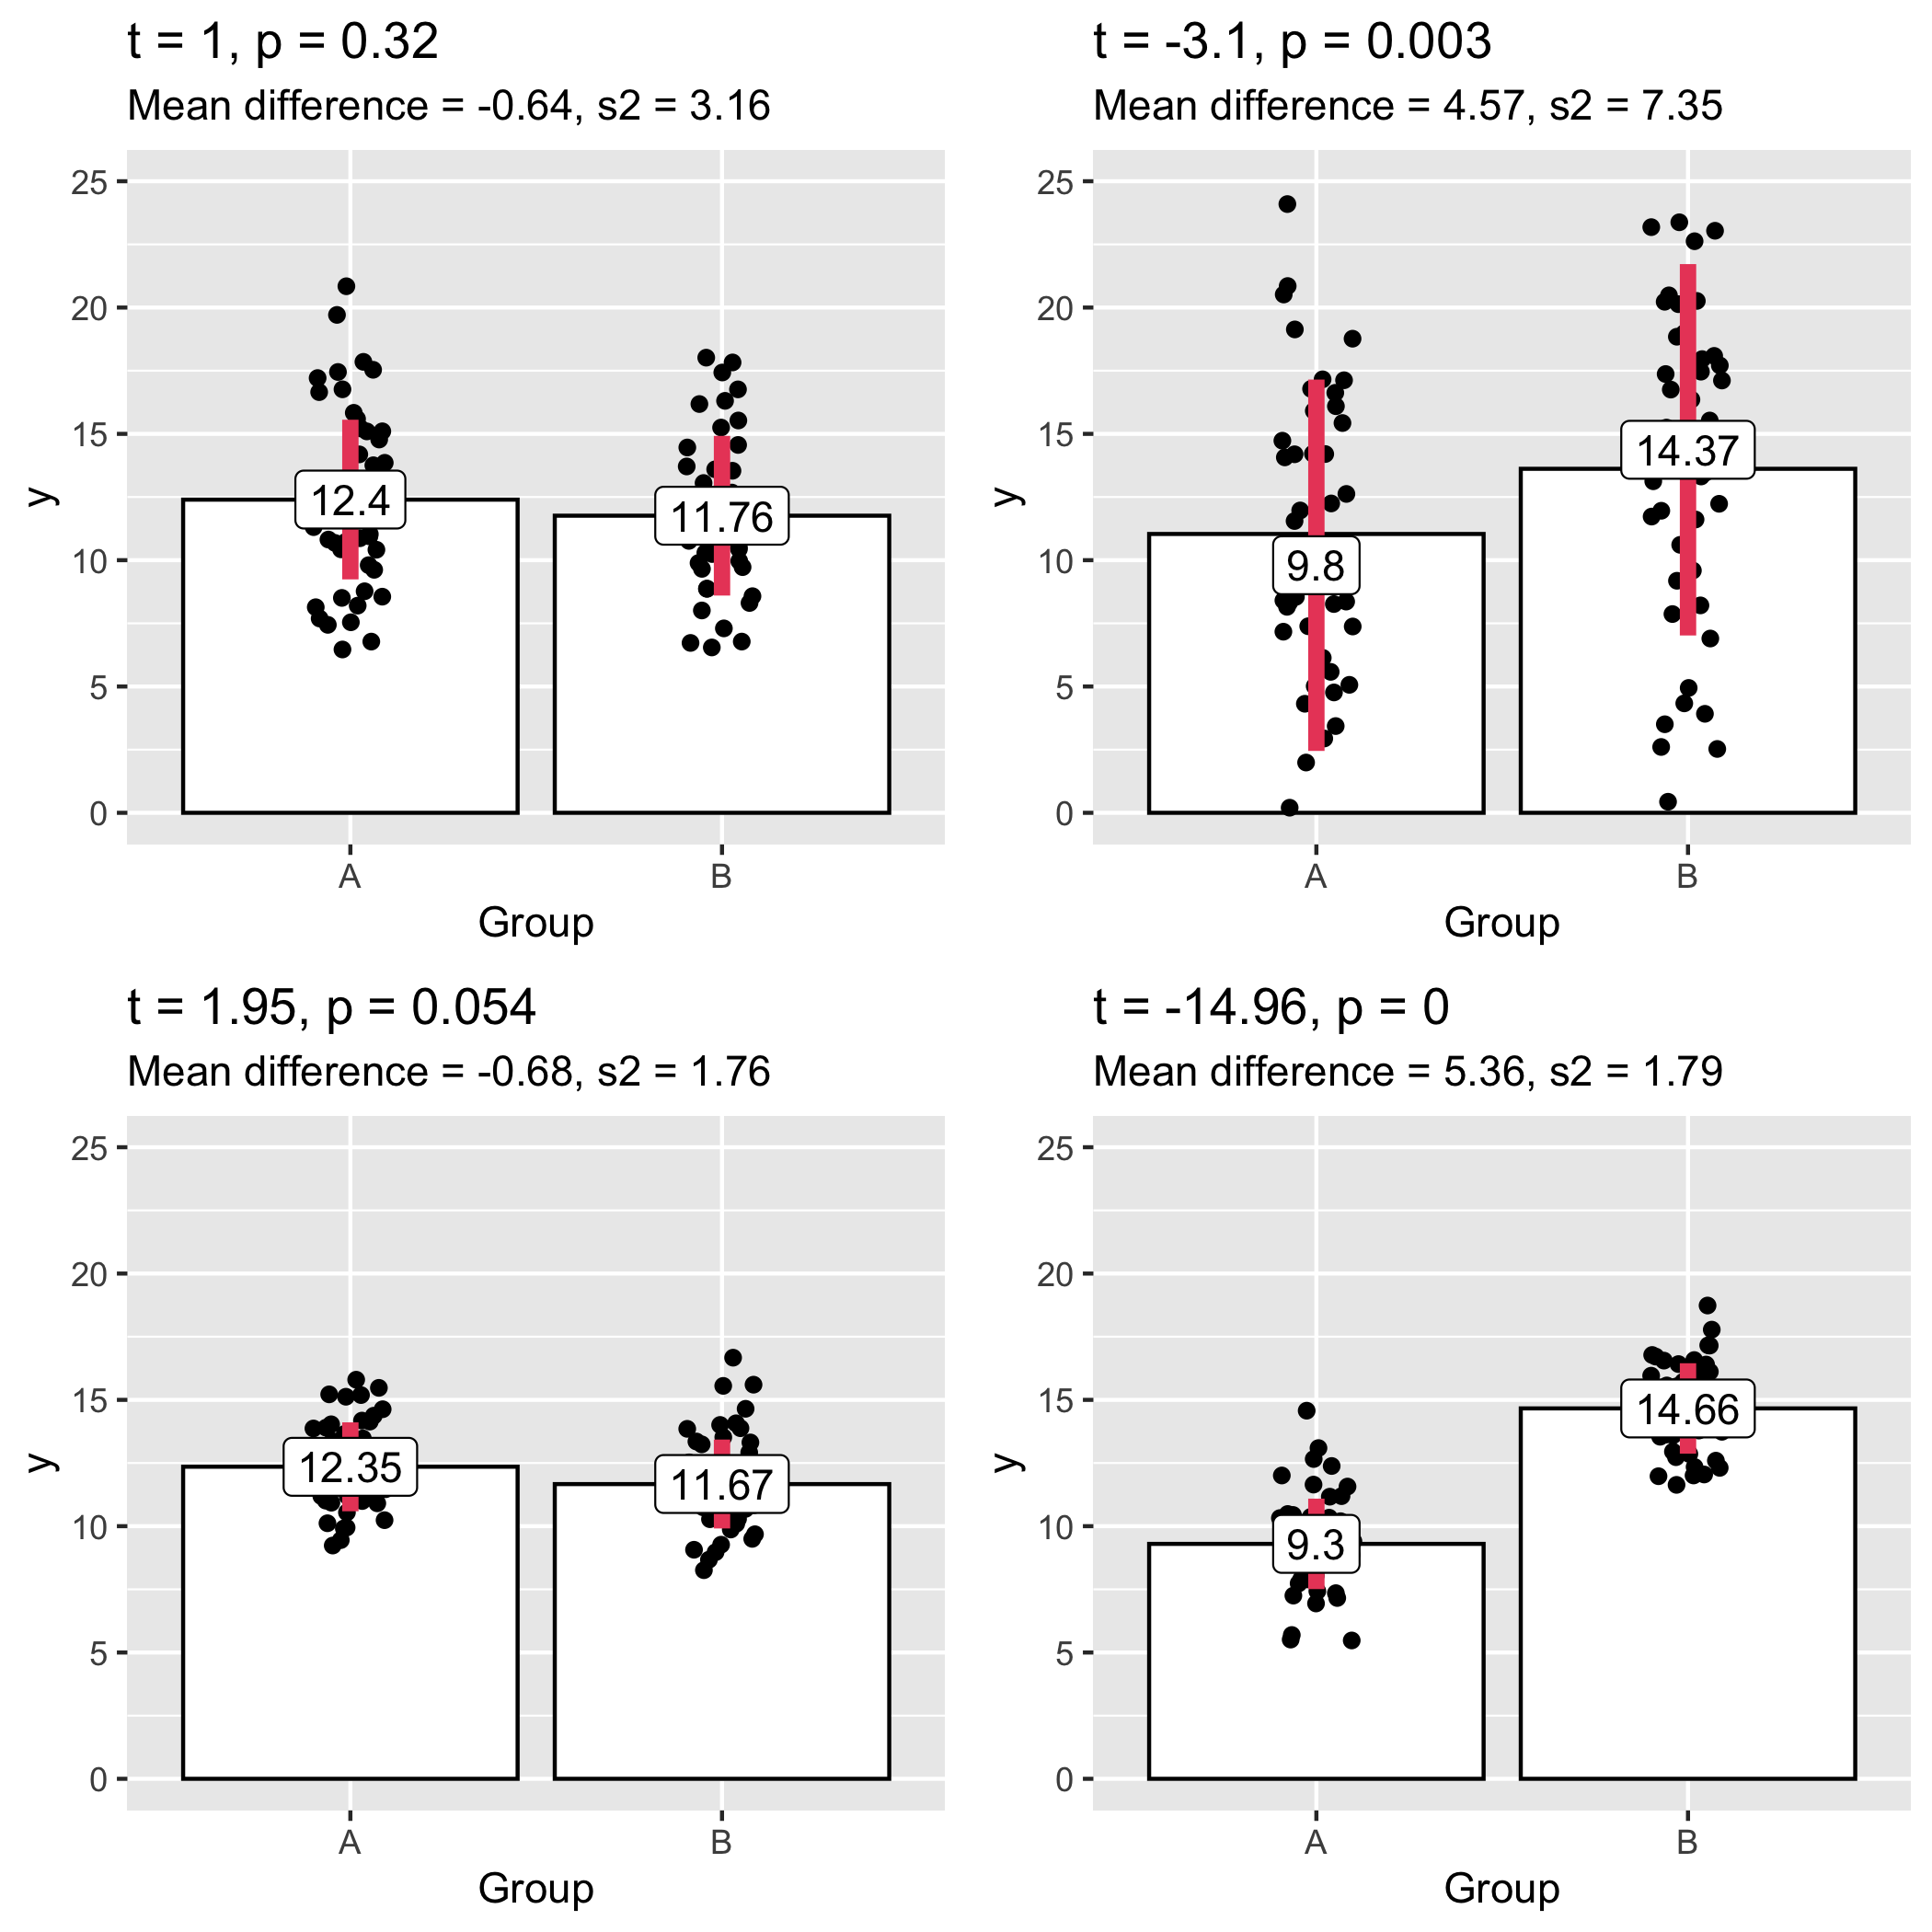 t = 1, p = 0.32
Mean difference = -0.64, s2 = 3.16
25
20
15
10
5
0
y
12.4
11.76
A
B
Group
t = -3.1, p = 0.003
Mean difference = 4.57, s2 = 7.35
25
20
15
10
5
0
y
9.8
14.37
A
B
Group
t = 1.95, p = 0.054
Mean difference = -0.68, s2 = 1.76
25
20
15
10
5
0
y
12.35
11.67
A
B
Group
t = -14.96, p = 0
Mean difference = 5.36, s2 = 1.79
25
20
15
10
5
0
y
9.3
14.66
A
B
Group